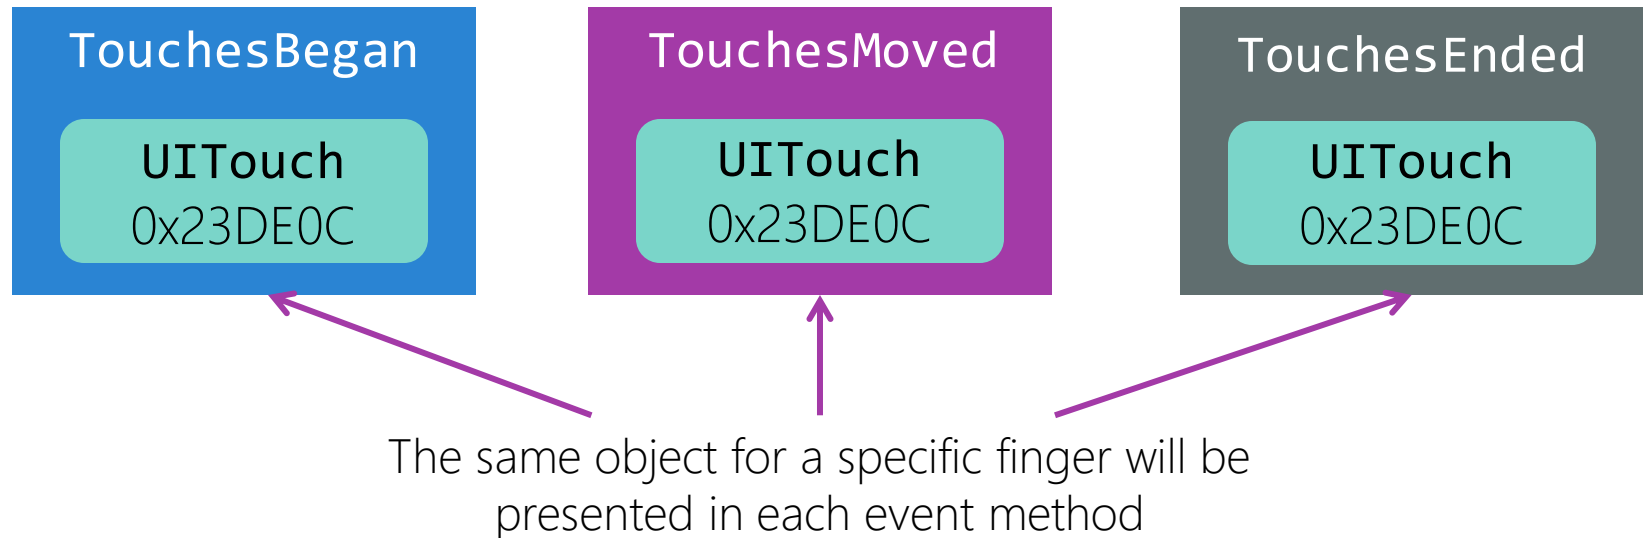 TouchesBegan
UITouch
0x23DE0C
TouchesMoved
UITouch
0x23DE0C
TouchesEnded
UITouch
0x23DE0C
The same object for a specific finger will be
presented in each event method